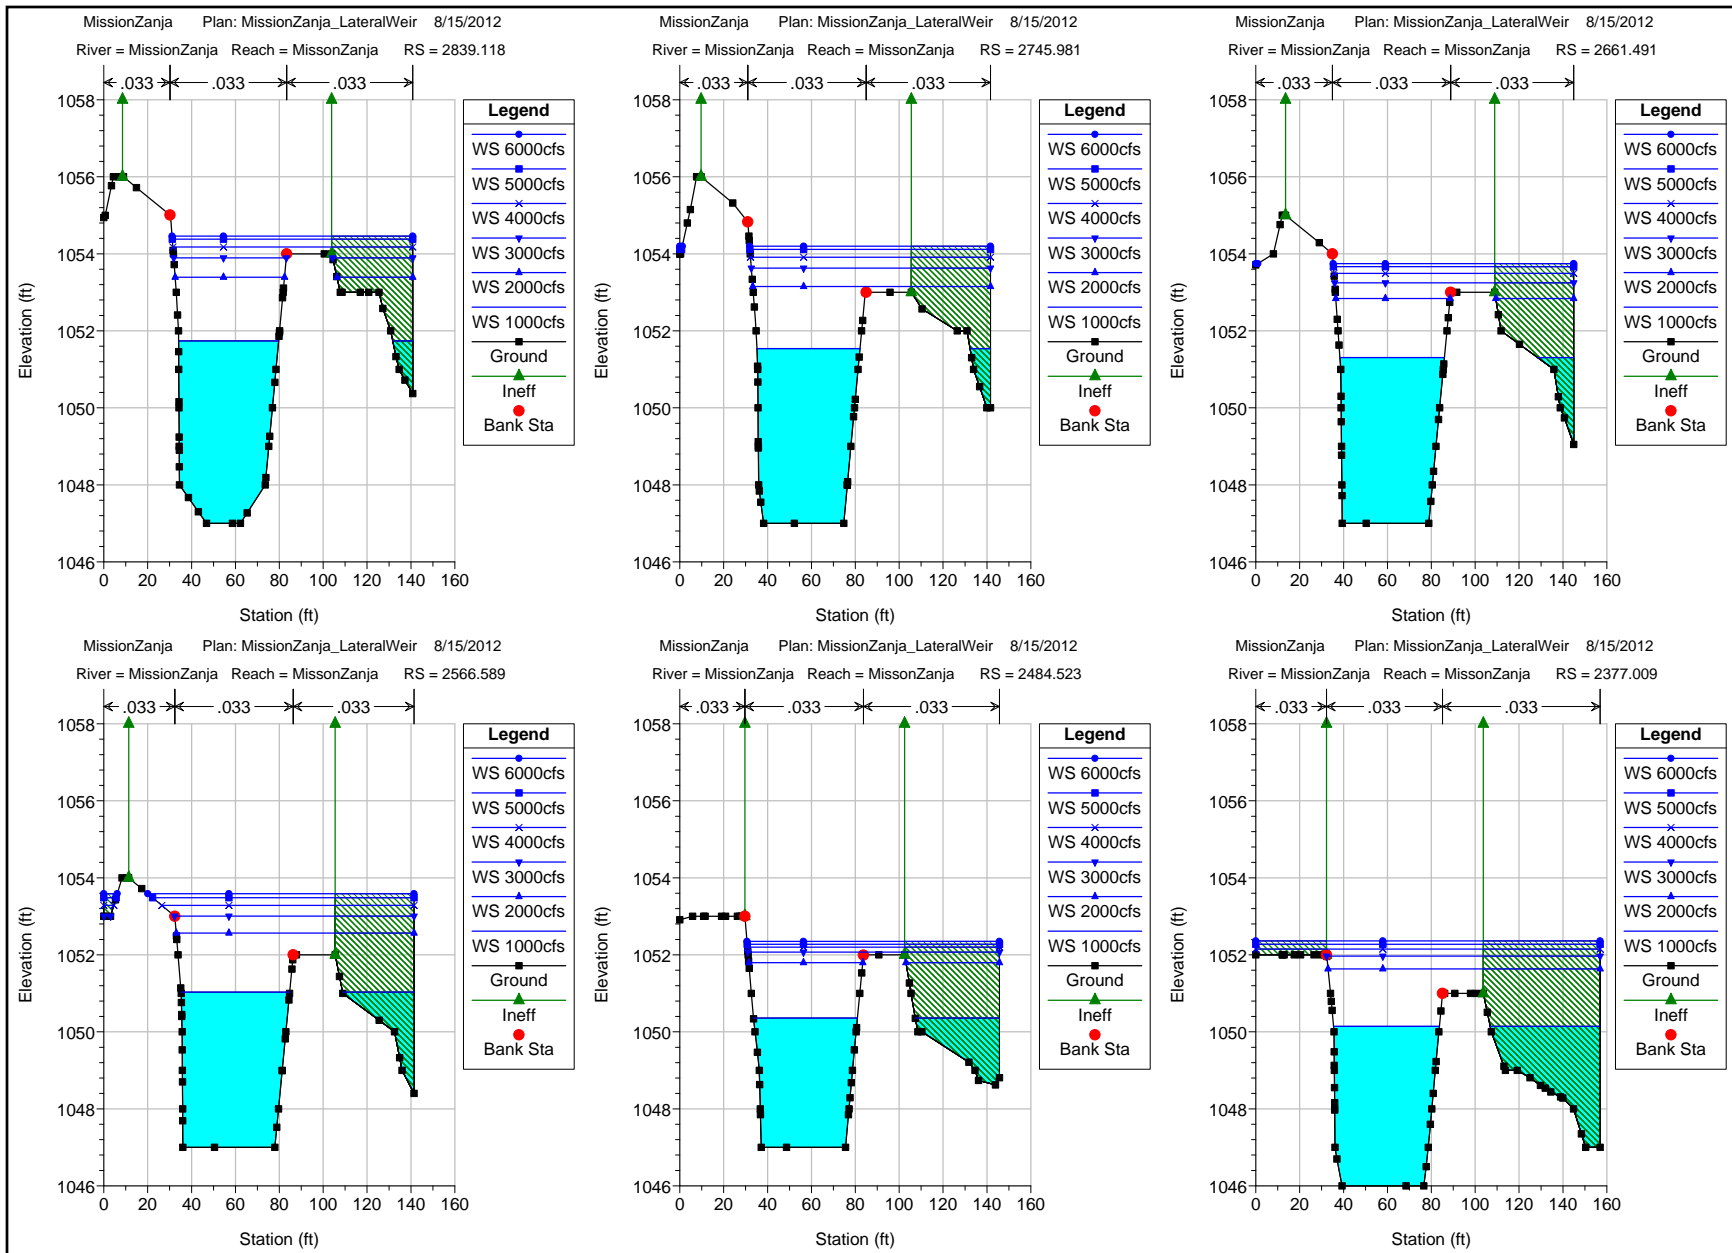 MissionZanja Plan: MissionZanja_LateralWeir 8/15/2012
River = MissionZanja Reach = MissonZanja RS = 2839.118
.033 .033 .033
1058
1056
1054
1052
1050
1048
1046
0 20 40 60 80 100 120 140 160
Station (ft)
Elevation (ft)
Legend
WS 6000cfs
WS 5000cfs
WS 4000cfs
WS 3000cfs
WS 2000cfs
WS 1000cfs
Ground
Ineff
Bank Sta
MissionZanja Plan: MissionZanja_LateralWeir 8/15/2012
River = MissionZanja Reach = MissonZanja RS = 2745.981
.033 .033 .033
1058
1056
1054
1052
1050
1048
1046
0 20 40 60 80 100 120 140 160
Station (ft)
Elevation (ft)
Legend
WS 6000cfs
WS 5000cfs
WS 4000cfs
WS 3000cfs
WS 2000cfs
WS 1000cfs
Ground
Ineff
Bank Sta
MissionZanja Plan: MissionZanja_LateralWeir 8/15/2012
River = MissionZanja Reach = MissonZanja RS = 2661.491
.033 .033 .033
1058
1056
1054
1052
1050
1048
1046
0 20 40 60 80 100 120 140 160
Station (ft)
Elevation (ft)
Legend
WS 6000cfs
WS 5000cfs
WS 4000cfs
WS 3000cfs
WS 2000cfs
WS 1000cfs
Ground
Ineff
Bank Sta
MissionZanja Plan: MissionZanja_LateralWeir 8/15/2012
River = MissionZanja Reach = MissonZanja RS = 2566.589
.033 .033 .033
1058
1056
1054
1052
1050
1048
1046
0 20 40 60 80 100 120 140 160
Station (ft)
Elevation (ft)
Legend
WS 6000cfs
WS 5000cfs
WS 4000cfs
WS 3000cfs
WS 2000cfs
WS 1000cfs
Ground
Ineff
Bank Sta
MissionZanja Plan: MissionZanja_LateralWeir 8/15/2012
River = MissionZanja Reach = MissonZanja RS = 2484.523
.033 .033 .033
1058
1056
1054
1052
1050
1048
1046
0 20 40 60 80 100 120 140 160
Station (ft)
Elevation (ft)
Legend
WS 6000cfs
WS 5000cfs
WS 4000cfs
WS 3000cfs
WS 2000cfs
WS 1000cfs
Ground
Ineff
Bank Sta
MissionZanja Plan: MissionZanja_LateralWeir 8/15/2012
River = MissionZanja Reach = MissonZanja RS = 2377.009
.033 .033 .033
1058
1056
1054
1052
1050
1048
1046
0 20 40 60 80 100 120 140 160
Station (ft)
Elevation (ft)
Legend
WS 6000cfs
WS 5000cfs
WS 4000cfs
WS 3000cfs
WS 2000cfs
WS 1000cfs
Ground
Ineff
Bank Sta